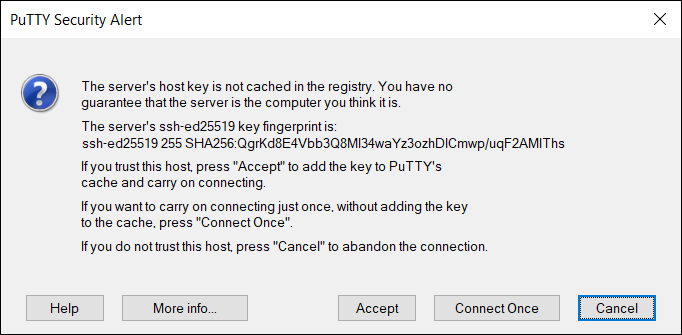 PuTTY Security Alert
The server's host key is not cached in the registry. You have no
guarantee that the server is the computer you think it is.
The server's ssh-ed25519 key fingerprint is:
ssh-ed25519 255 SHA256:QgrKd8E4Vbb3Q8Ml34waYz3ozhDlCmwp/uqF2AMlThs
If you trust this host, press "Accept" to add the key to PuTTY's
cache and carry on connecting.
If you want to carry on connecting just once, without adding the key
to the cache, press "Connect Once".
If you do not trust this host, press "Cancel" to abandon the connection.
Help More info... Accept Connect Once Cancel